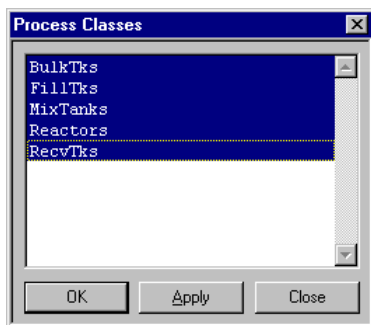 Process Classes
BulkTks
FillTks
MixTanks
Reactors
RecvTks
OK Apply Close